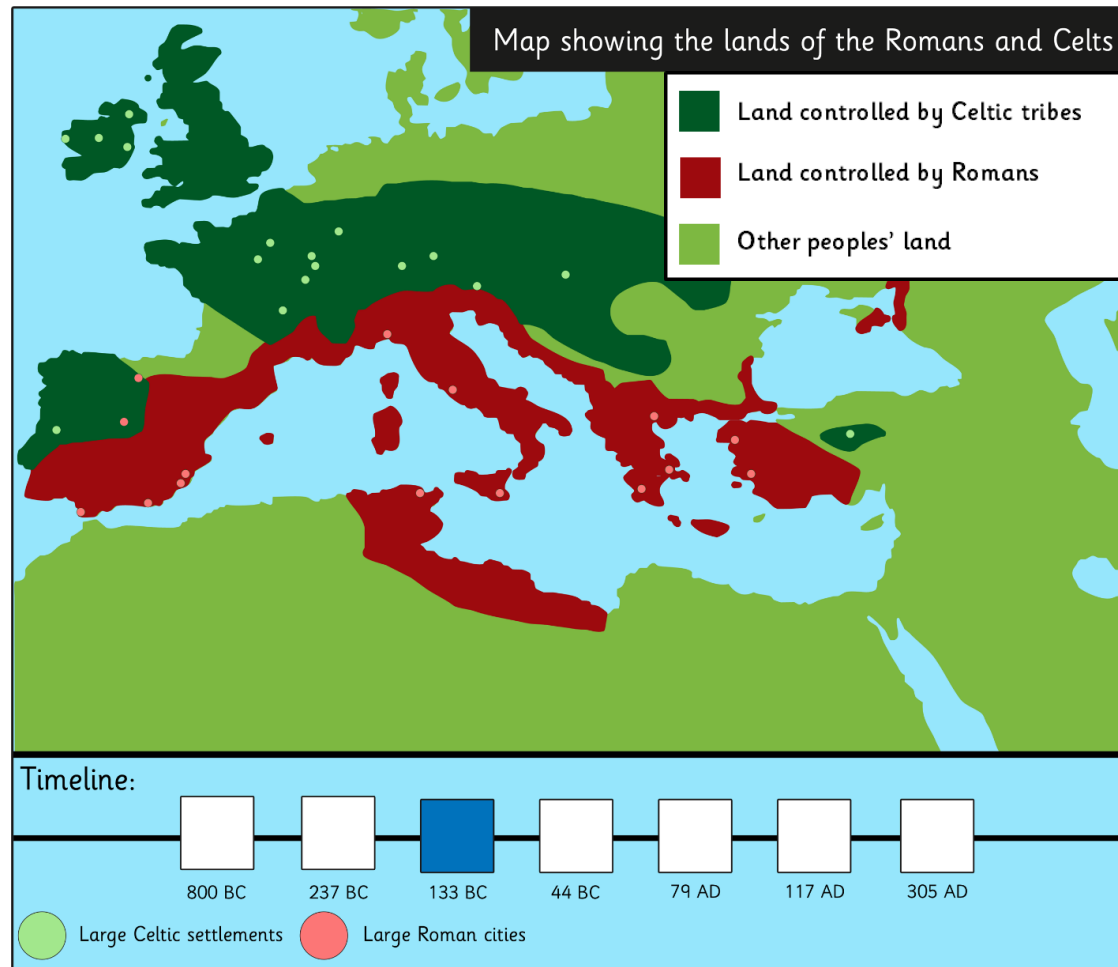 Map showing the lands of the Romans and Celts
Land controlled by Celtic tribes
Land controlled by Romans
Other peoples' land
Timeline:
800 BC
237 BC
133 BC
44 BC
79 AD
117 AD
305 AD
Large Celtic settlements
Large Roman cities